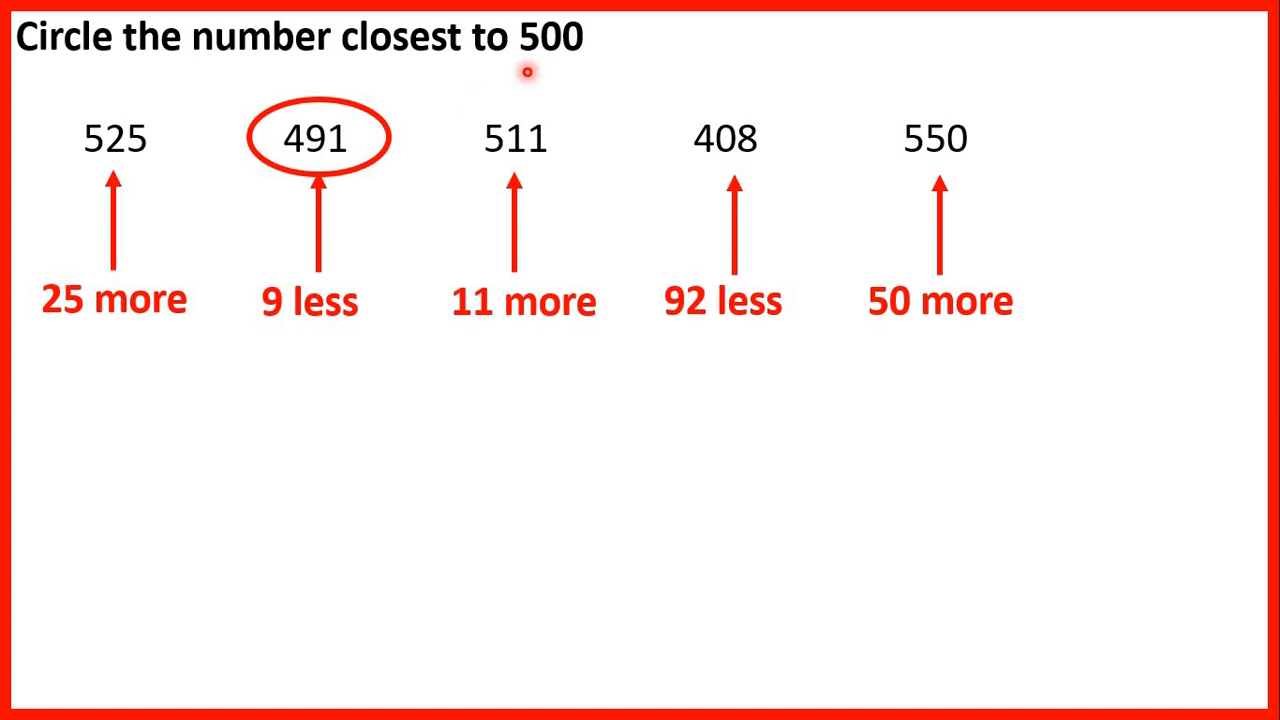 Circle the number closest to 500
525 491 511 408 550
25 more 9 less 11 more 92 less 50 more